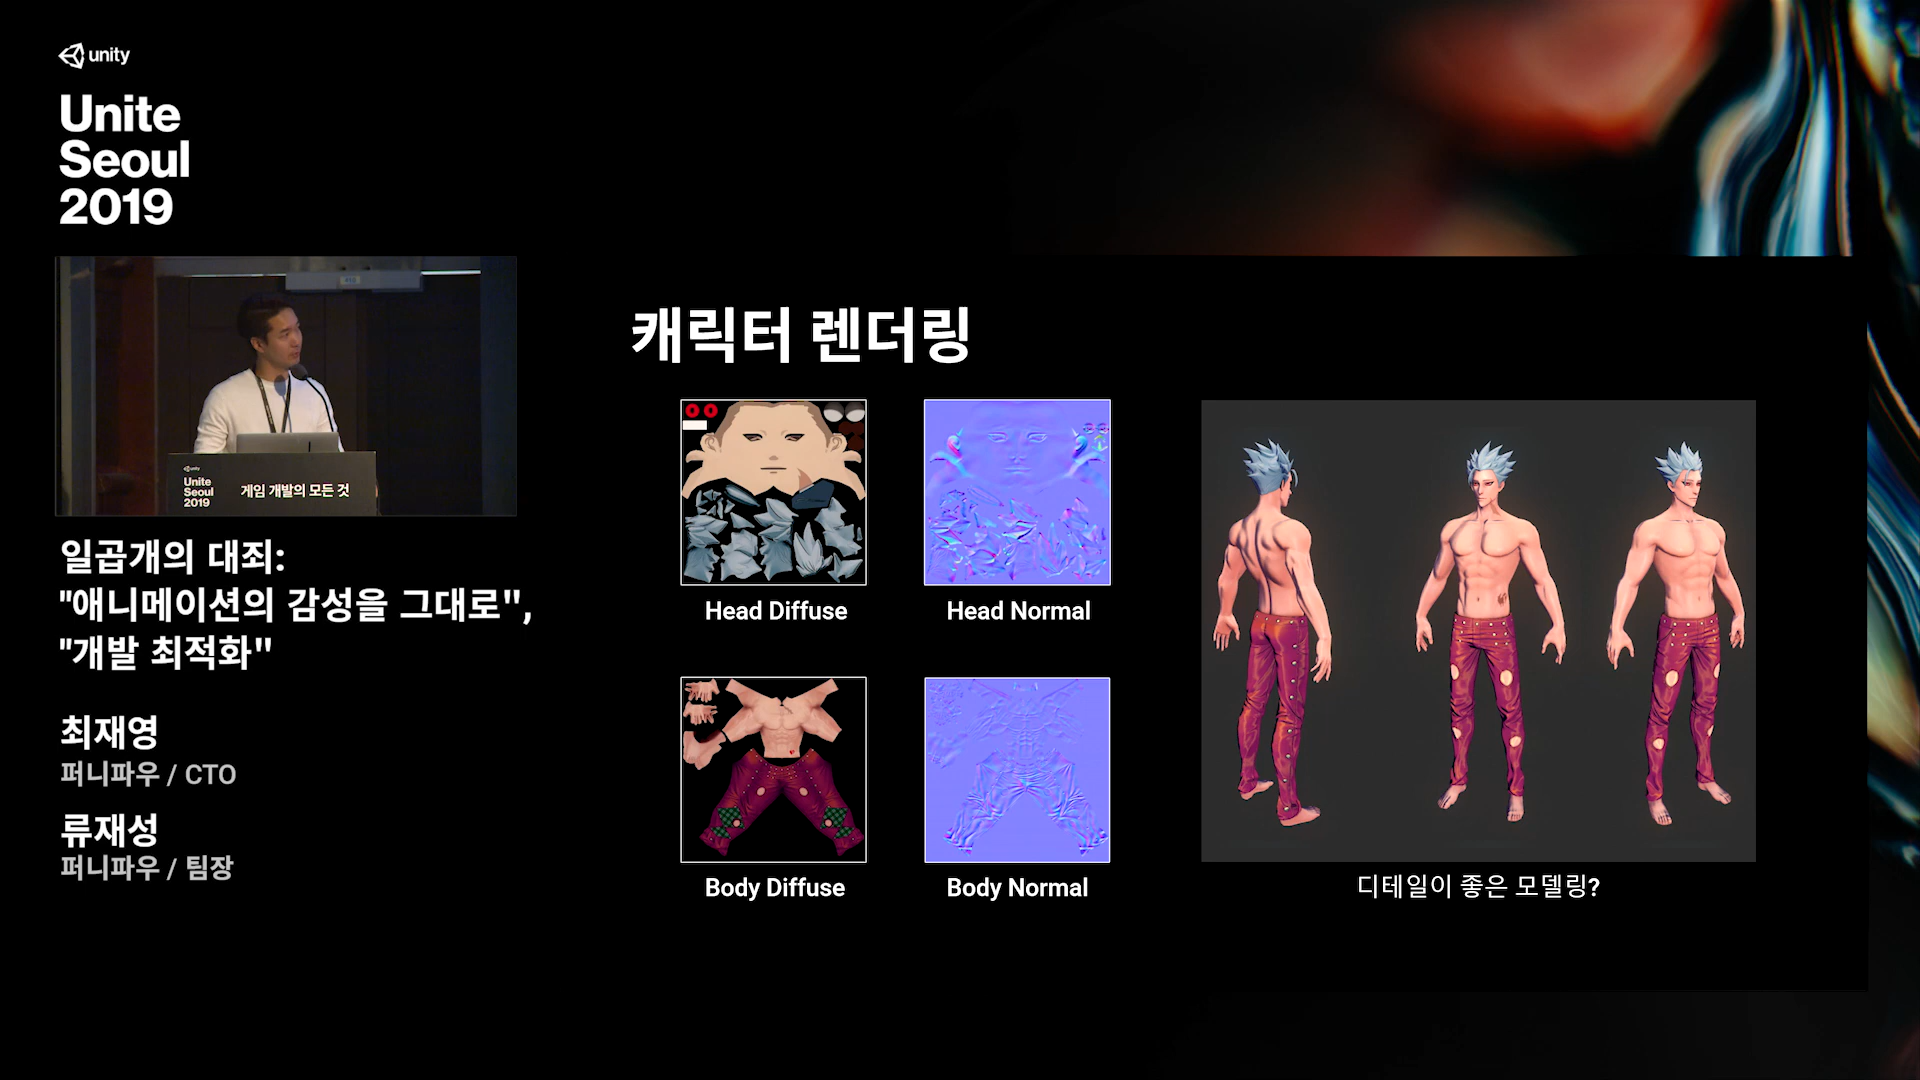 unity
Unite
Seoul
2019
unity
Unite
Seoul
2019
게임 개발의 모든 것
일곱개의 대죄:
"애니메이션의 감성을 그대로",
"개발 최적화"
최재영
퍼니파우 / CTO
류재성
퍼니파우 / 팀장
캐릭터 렌더링
Head Diffuse
Head Normal
Body Diffuse
Body Normal
디테일이 좋은 모델링?